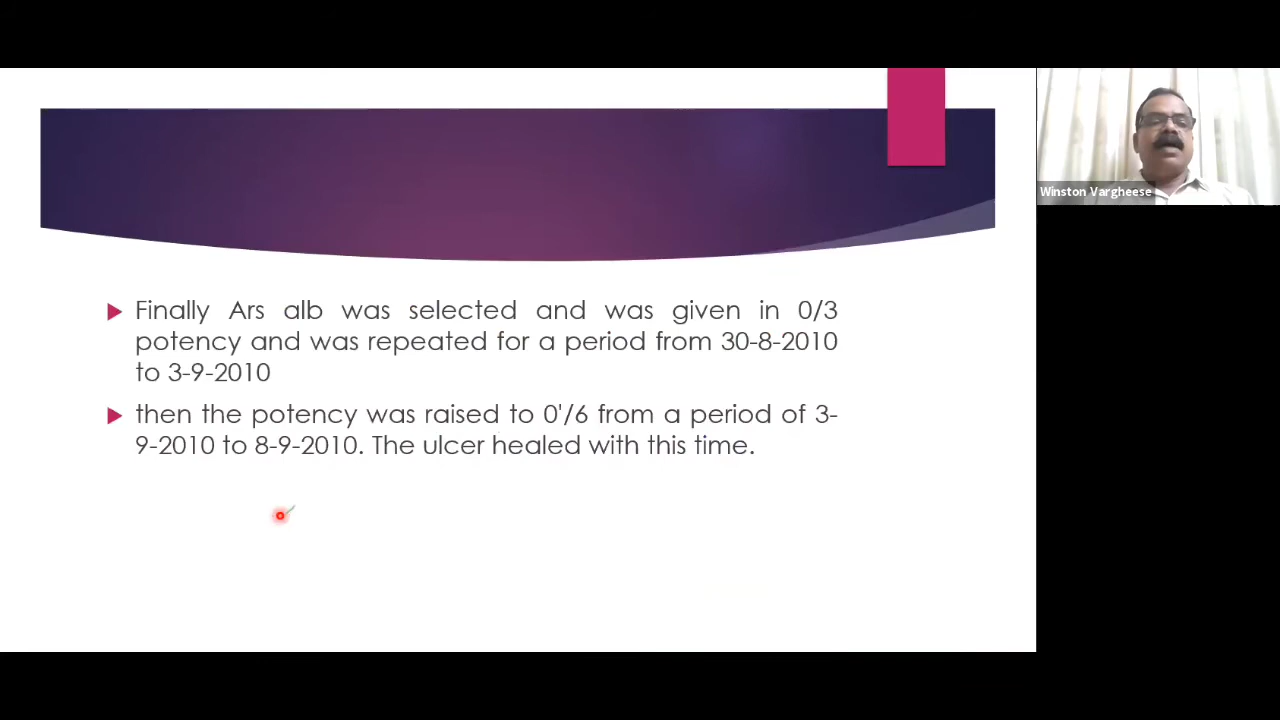 Winston Vargheese
Finally Ars alb was selected and was given in 0/3
potency and was repeated for a period from 30-8-2010
to 3-9-2010
then the potency was raised to 0'/6 from a period of 3-
9-2010 to 8-9-2010. The ulcer healed with this time.